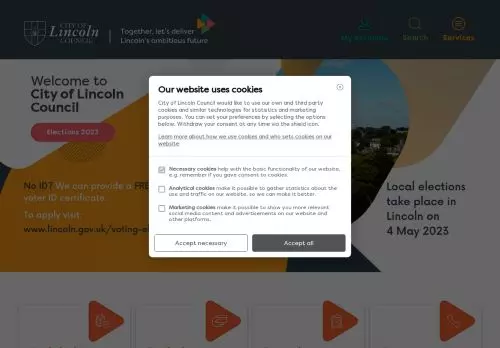 CITY OF
Lincoln
COUNCIL
Together, let's deliver
Lincoln's ambitious future
My Account
Search
Services
Welcome to
City of Lincoln
Council
Elections 2023
No ID? We can provide a FREE
voter ID certificate
To apply visit
www.lincoln.gov.uk/voting-e
Local elections
take place in
Lincoln on
4 May 2023
Our website uses cookies
City of Lincoln Council would like to use our own and third party
cookies and similar technologies for statistics and marketing
purposes. You can set your preferences by selecting the options
below. Withdraw your consent at any time via the shield icon.
Learn more about how we use cookies and who sets cookies on our
website
Necessary cookies help with the basic functionality of our website,
e.g. remember if you gave consent to cookies.
Analytical cookies make it possible to gather statistics about the
use and traffic on our website, so we can make it better.
Marketing cookies make it possible to show you more relevant
social media content and advertisements on our website and
other platforms.
Accept necessary
Accept all